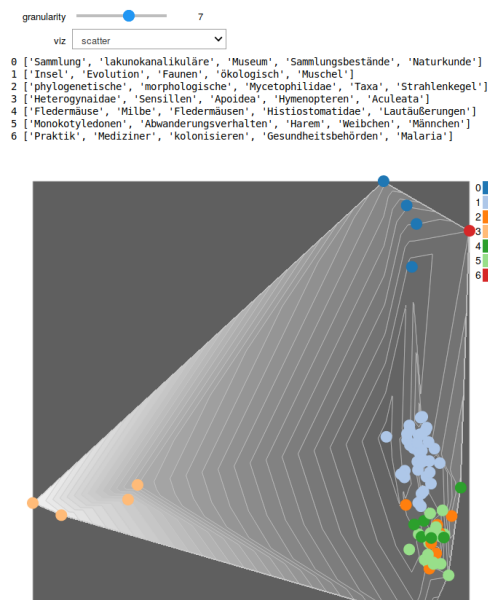 granularity 7
viz scatter
0 ['Sammlung', 'lakunokanalikuläre', 'Museum', 'Sammlungsbestände', 'Naturkunde']
1 ['Insel', 'Evolution', 'Faunen', 'ökologisch', 'Muschel']
2 ['phylogenetische', 'morphologische', 'Mycetophilidae', 'Taxa', 'Strahlenkegel']
3 ['Heterogynaidae', 'Sensillen', 'Apoidea', 'Hymenopteren', 'Aculeata']
4 ['Fledermäuse', 'Milbe', 'Fledermäusen', 'Histiostomatidae', 'Lautäußerungen']
5 ['Monokotyledonen', 'Abwanderungsverhalten', 'Harem', 'Weibchen', 'Männchen']
6 ['Praktik', 'Mediziner', 'kolonisieren', 'Gesundheitsbehörden', 'Malaria']
0
1
2
3
4
5
6